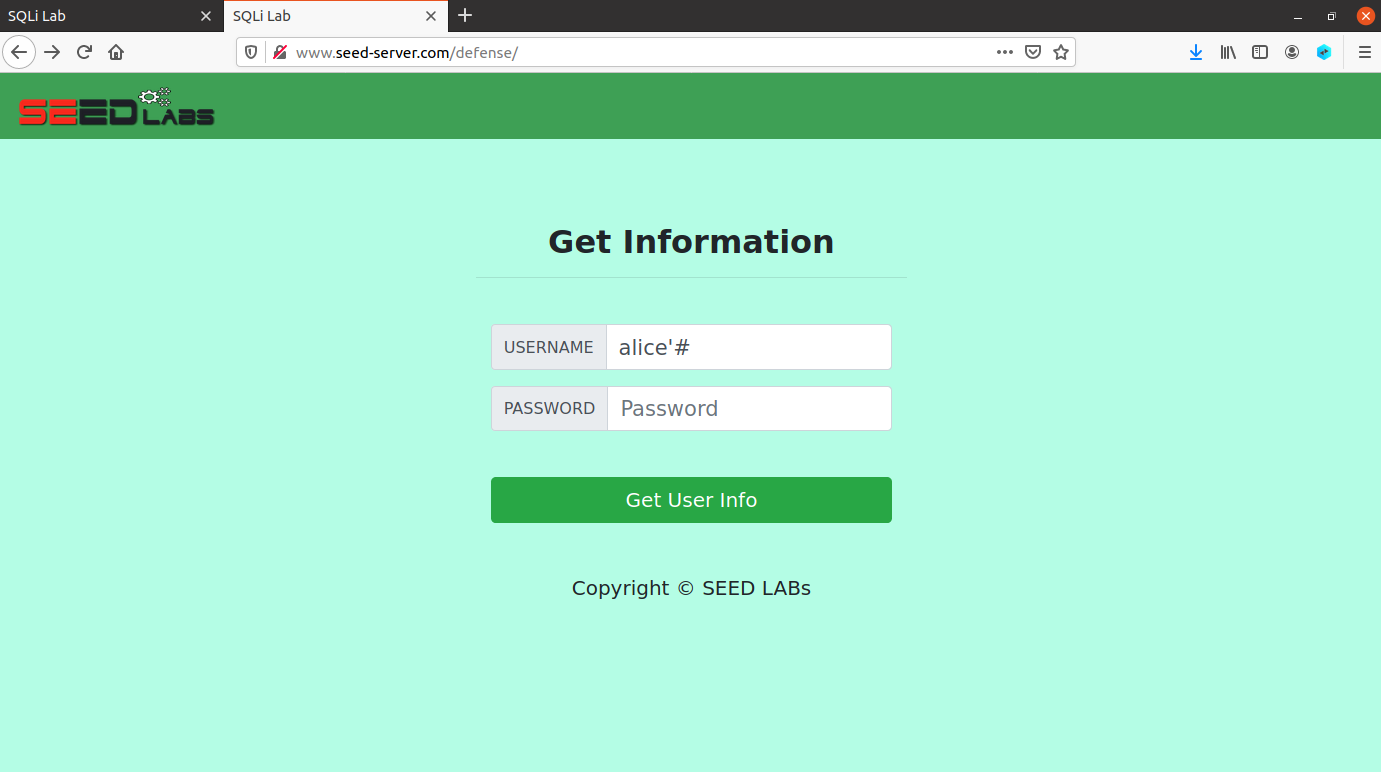 SQLi Lab
SQLi Lab
www.seed-server.com/defense/
SEED LABS
Get Information
USERNAME alice'#
PASSWORD Password
Get User Info
Copyright © SEED LABs